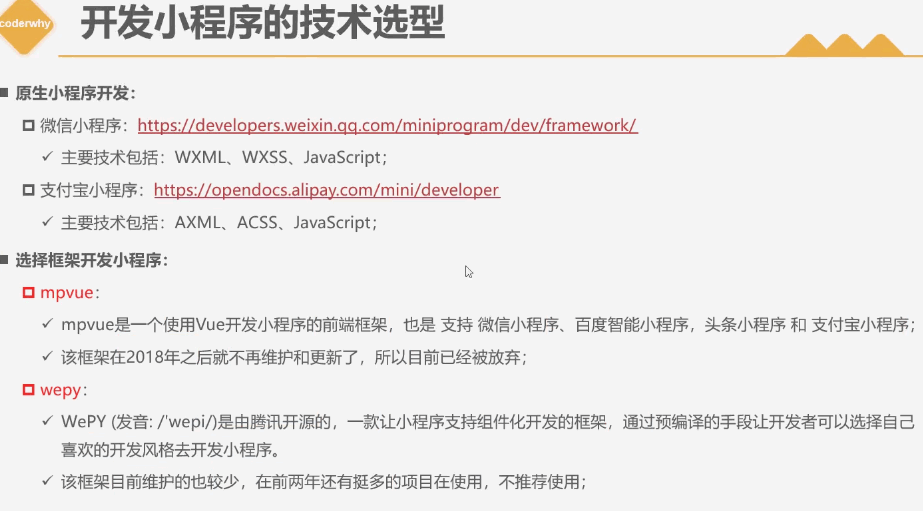 coderwhy
开发小程序的技术选型
原生小程序开发：
微信小程序：https://developers.weixin.qq.com/miniprogram/dev/framework/
主要技术包括：WXML、WXSS、JavaScript；
支付宝小程序：https://opendocs.alipay.com/mini/developer
主要技术包括：AXML、ACSS、JavaScript；
选择框架开发小程序：
mpvue：
mpvue是一个使用Vue开发小程序的前端框架，也是 支持 微信小程序、百度智能小程序，头条小程序 和 支付宝小程序；
该框架在2018年之后就不再维护和更新了，所以目前已经被放弃；
wepy：
WePY (发音: /'wepi/)是由腾讯开源的，一款让小程序支持组件化开发的框架，通过预编译的手段让开发者可以选择自己
喜欢的开发风格去开发小程序。
该框架目前维护的也较少，在前两年还有挺多的项目在使用，不推荐使用；